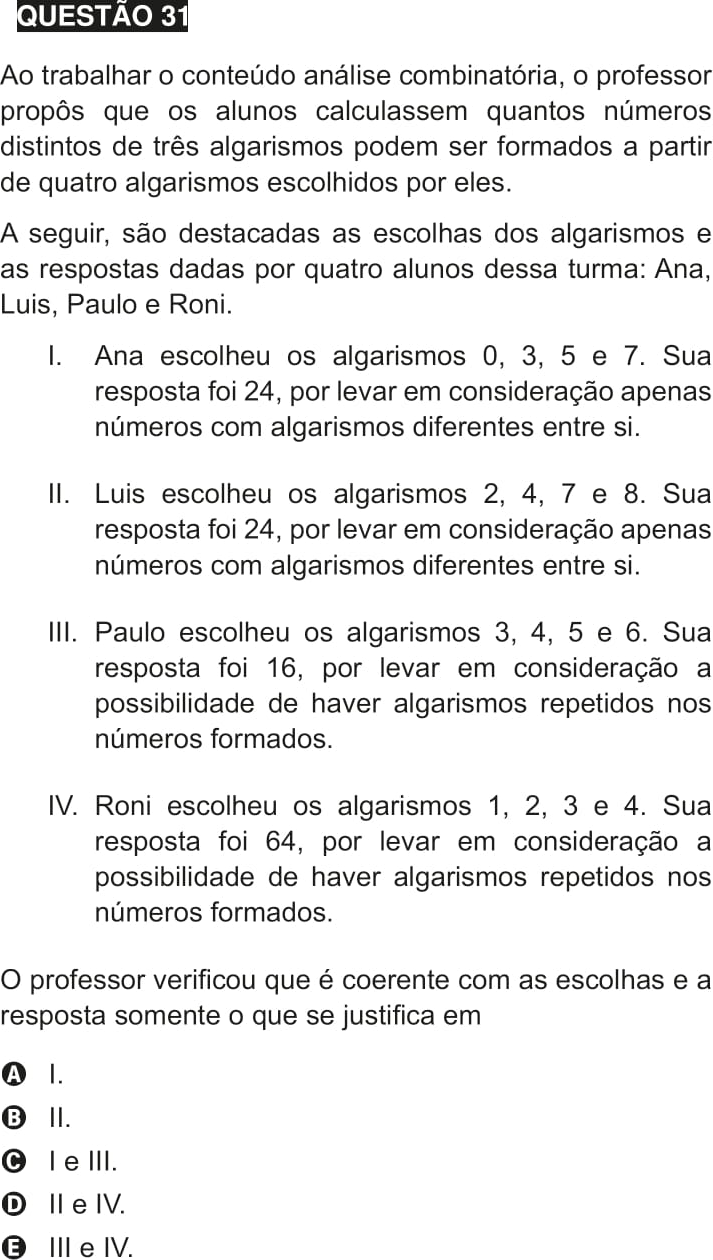 QUESTÃO 31
Ao trabalhar o conteúdo análise combinatória, o professor
propôs que os alunos calculassem quantos números
distintos de três algarismos podem ser formados a partir
de quatro algarismos escolhidos por eles.
A seguir, são destacadas as escolhas dos algarismos e
as respostas dadas por quatro alunos dessa turma: Ana,
Luis, Paulo e Roni.
I. Ana escolheu os algarismos 0, 3, 5 e 7. Sua
resposta foi 24, por levar em consideração apenas
números com algarismos diferentes entre si.
II. Luis escolheu os algarismos 2, 4, 7 e 8. Sua
resposta foi 24, por levar em consideração apenas
números com algarismos diferentes entre si.
III. Paulo escolheu os algarismos 3, 4, 5 e 6. Sua
resposta foi 16, por levar em consideração a
possibilidade de haver algarismos repetidos nos
números formados.
IV. Roni escolheu os algarismos 1, 2, 3 e 4. Sua
resposta foi 64, por levar em consideração a
possibilidade de haver algarismos repetidos nos
números formados.
O professor verificou que é coerente com as escolhas e a
resposta somente o que se justifica em
A I.
B II.
C I e III.
D II e IV.
E III e IV.